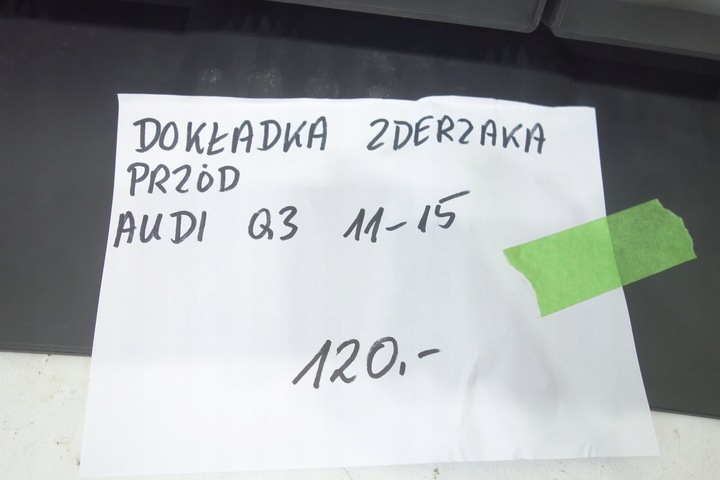 DOKŁADKA ZDERZAKA
PRZÓD
AUDI Q3 11-15
120.-